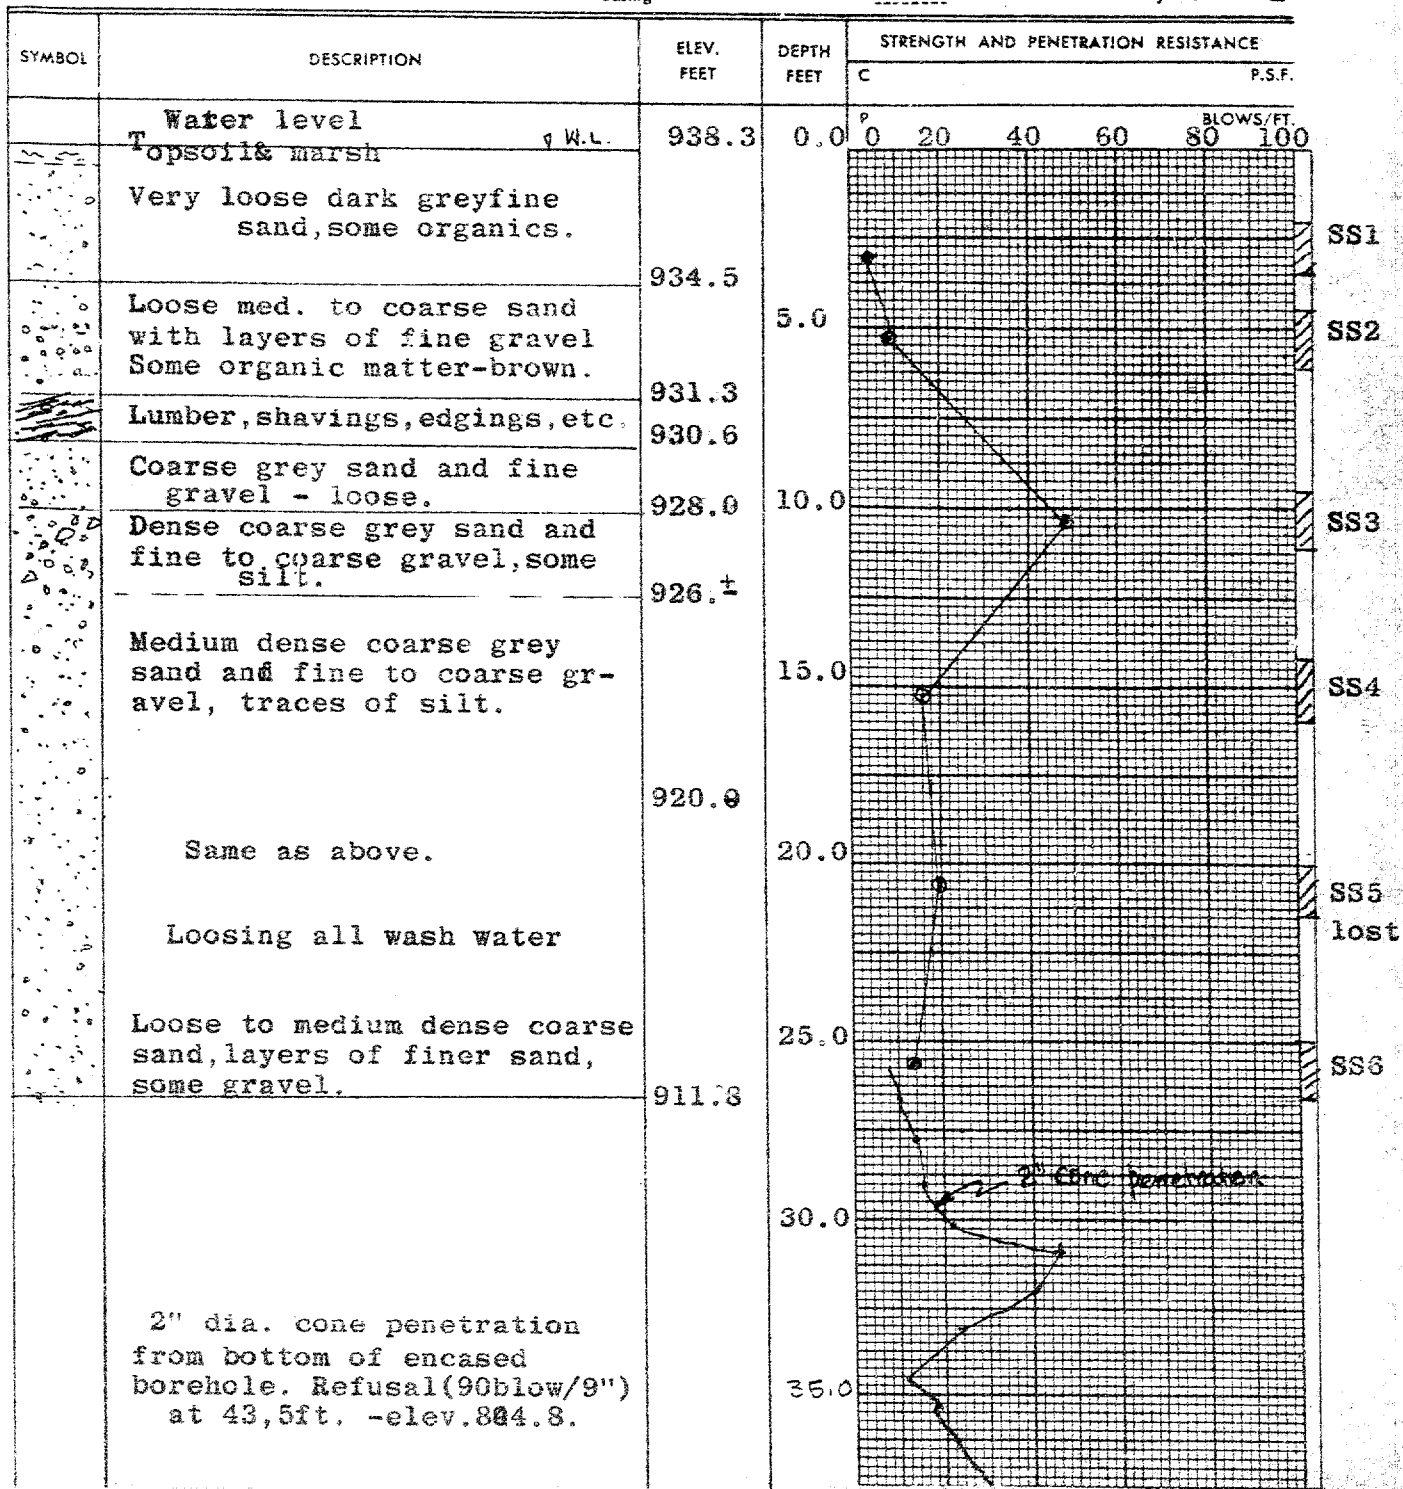 SYMBOL
DESCRIPTION
ELEV.
FEET
DEPTH
FEET
STRENGTH AND PENETRATION RESISTANCE
C P.S.F.
P BLOWS/FT.
0 20 40 60 80 100
Water level
W.L.
938.3
0.0
Topsoil& marsh
Very loose dark greyfine
sand,some organics.
SS1
934.5
Loose med. to coarse sand
with layers of fine gravel
Some organic matter-brown.
5.0
SS2
931.3
Lumber,shavings,edgings,etc.
930.6
Coarse grey sand and fine
gravel - loose.
928.0
10.0
Dense coarse grey sand and
fine to coarse gravel,some
silt.
SS3
926.±
Medium dense coarse grey
sand and fine to coarse gr-
avel, traces of silt.
15.0
SS4
920.0
Same as above.
20.0
SS5
lost
Loosing all wash water
Loose to medium dense coarse
sand,layers of finer sand,
some gravel.
25.0
SS6
911.8
2" cone penetration
30.0
2" dia. cone penetration
from bottom of encased
borehole. Refusal(90blow/9")
at 43,5ft. -elev.
35.0